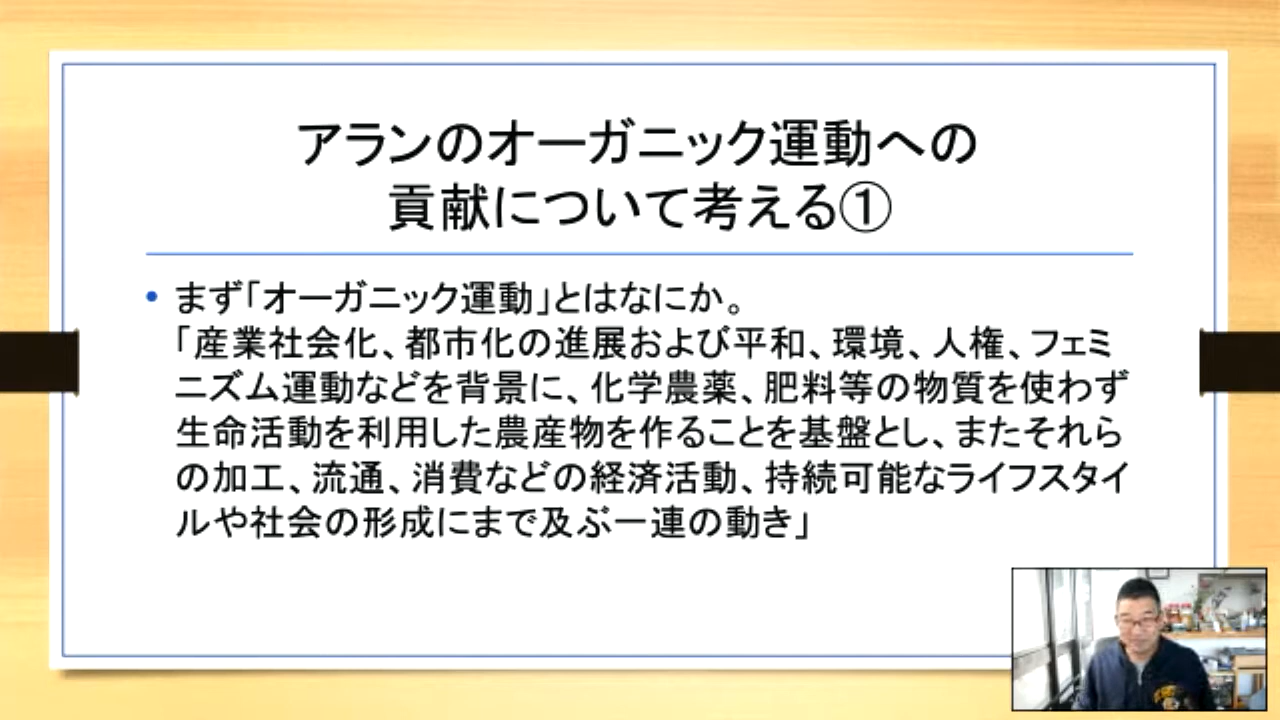 アランのオーガニック運動への
貢献について考える①
• まず「オーガニック運動」とはなにか。
「産業社会化、都市化の進展および平和、環境、人権、フェミ
ニズム運動などを背景に、化学農薬、肥料等の物質を使わず
生命活動を利用した農産物を作ることを基盤とし、またそれら
の加工、流通、消費などの経済活動、持続可能なライフスタイ
ルや社会の形成にまで及ぶ一連の動き」